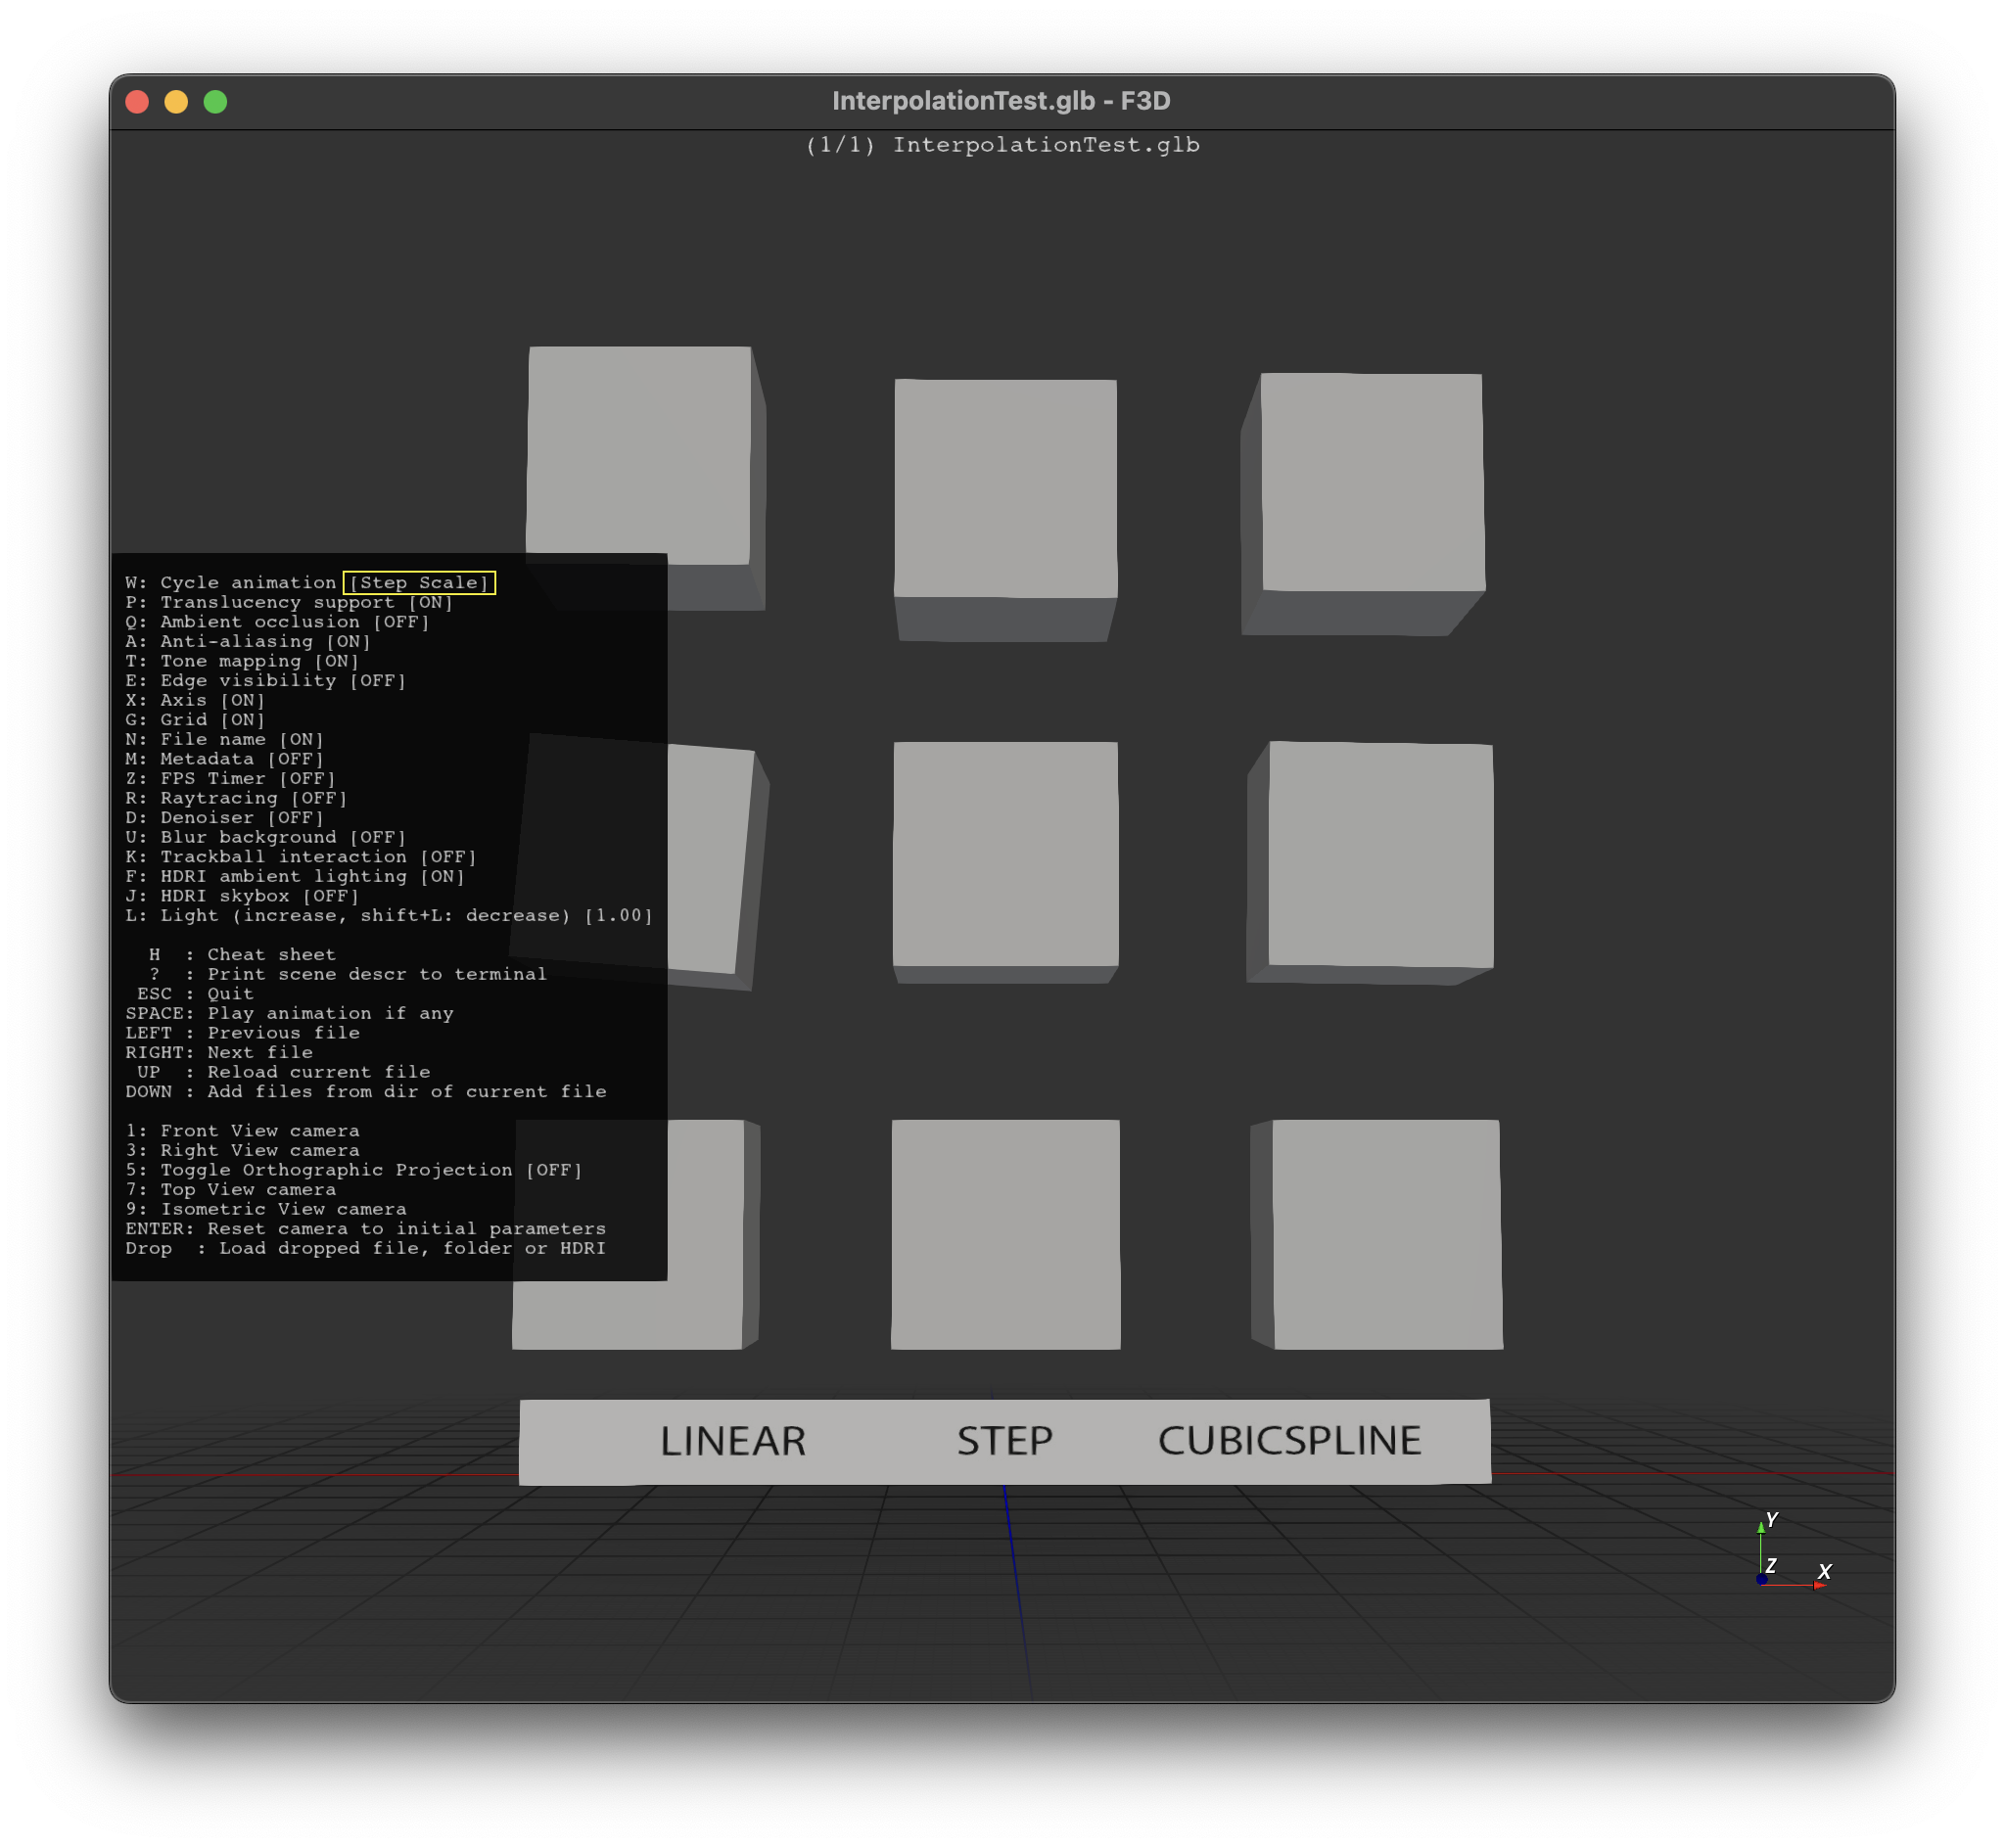 InterpolationTest.glb - F3D
(1/1) InterpolationTest.glb
W: Cycle animation [Step Scale]
P: Translucency support [ON]
Q: Ambient occlusion [OFF]
A: Anti-aliasing [ON]
T: Tone mapping [ON]
E: Edge visibility [OFF]
X: Axis [ON]
G: Grid [ON]
N: File name [ON]
M: Metadata [OFF]
Z: FPS Timer [OFF]
R: Raytracing [OFF]
D: Denoiser [OFF]
U: Blur background [OFF]
K: Trackball interaction [OFF]
F: HDRI ambient lighting [ON]
J: HDRI skybox [OFF]
L: Light (increase, shift+L: decrease) [1.00]
H : Cheat sheet
? : Print scene descr to terminal
ESC : Quit
SPACE: Play animation if any
LEFT : Previous file
RIGHT: Next file
UP : Reload current file
DOWN : Add files from dir of current file
1: Front View camera
3: Right View camera
5: Toggle Orthographic Projection [OFF]
7: Top View camera
9: Isometric View camera
ENTER: Reset camera to initial parameters
Drop : Load dropped file, folder or HDRI
LINEAR STEP CUBICSPLINE
Y
Z X